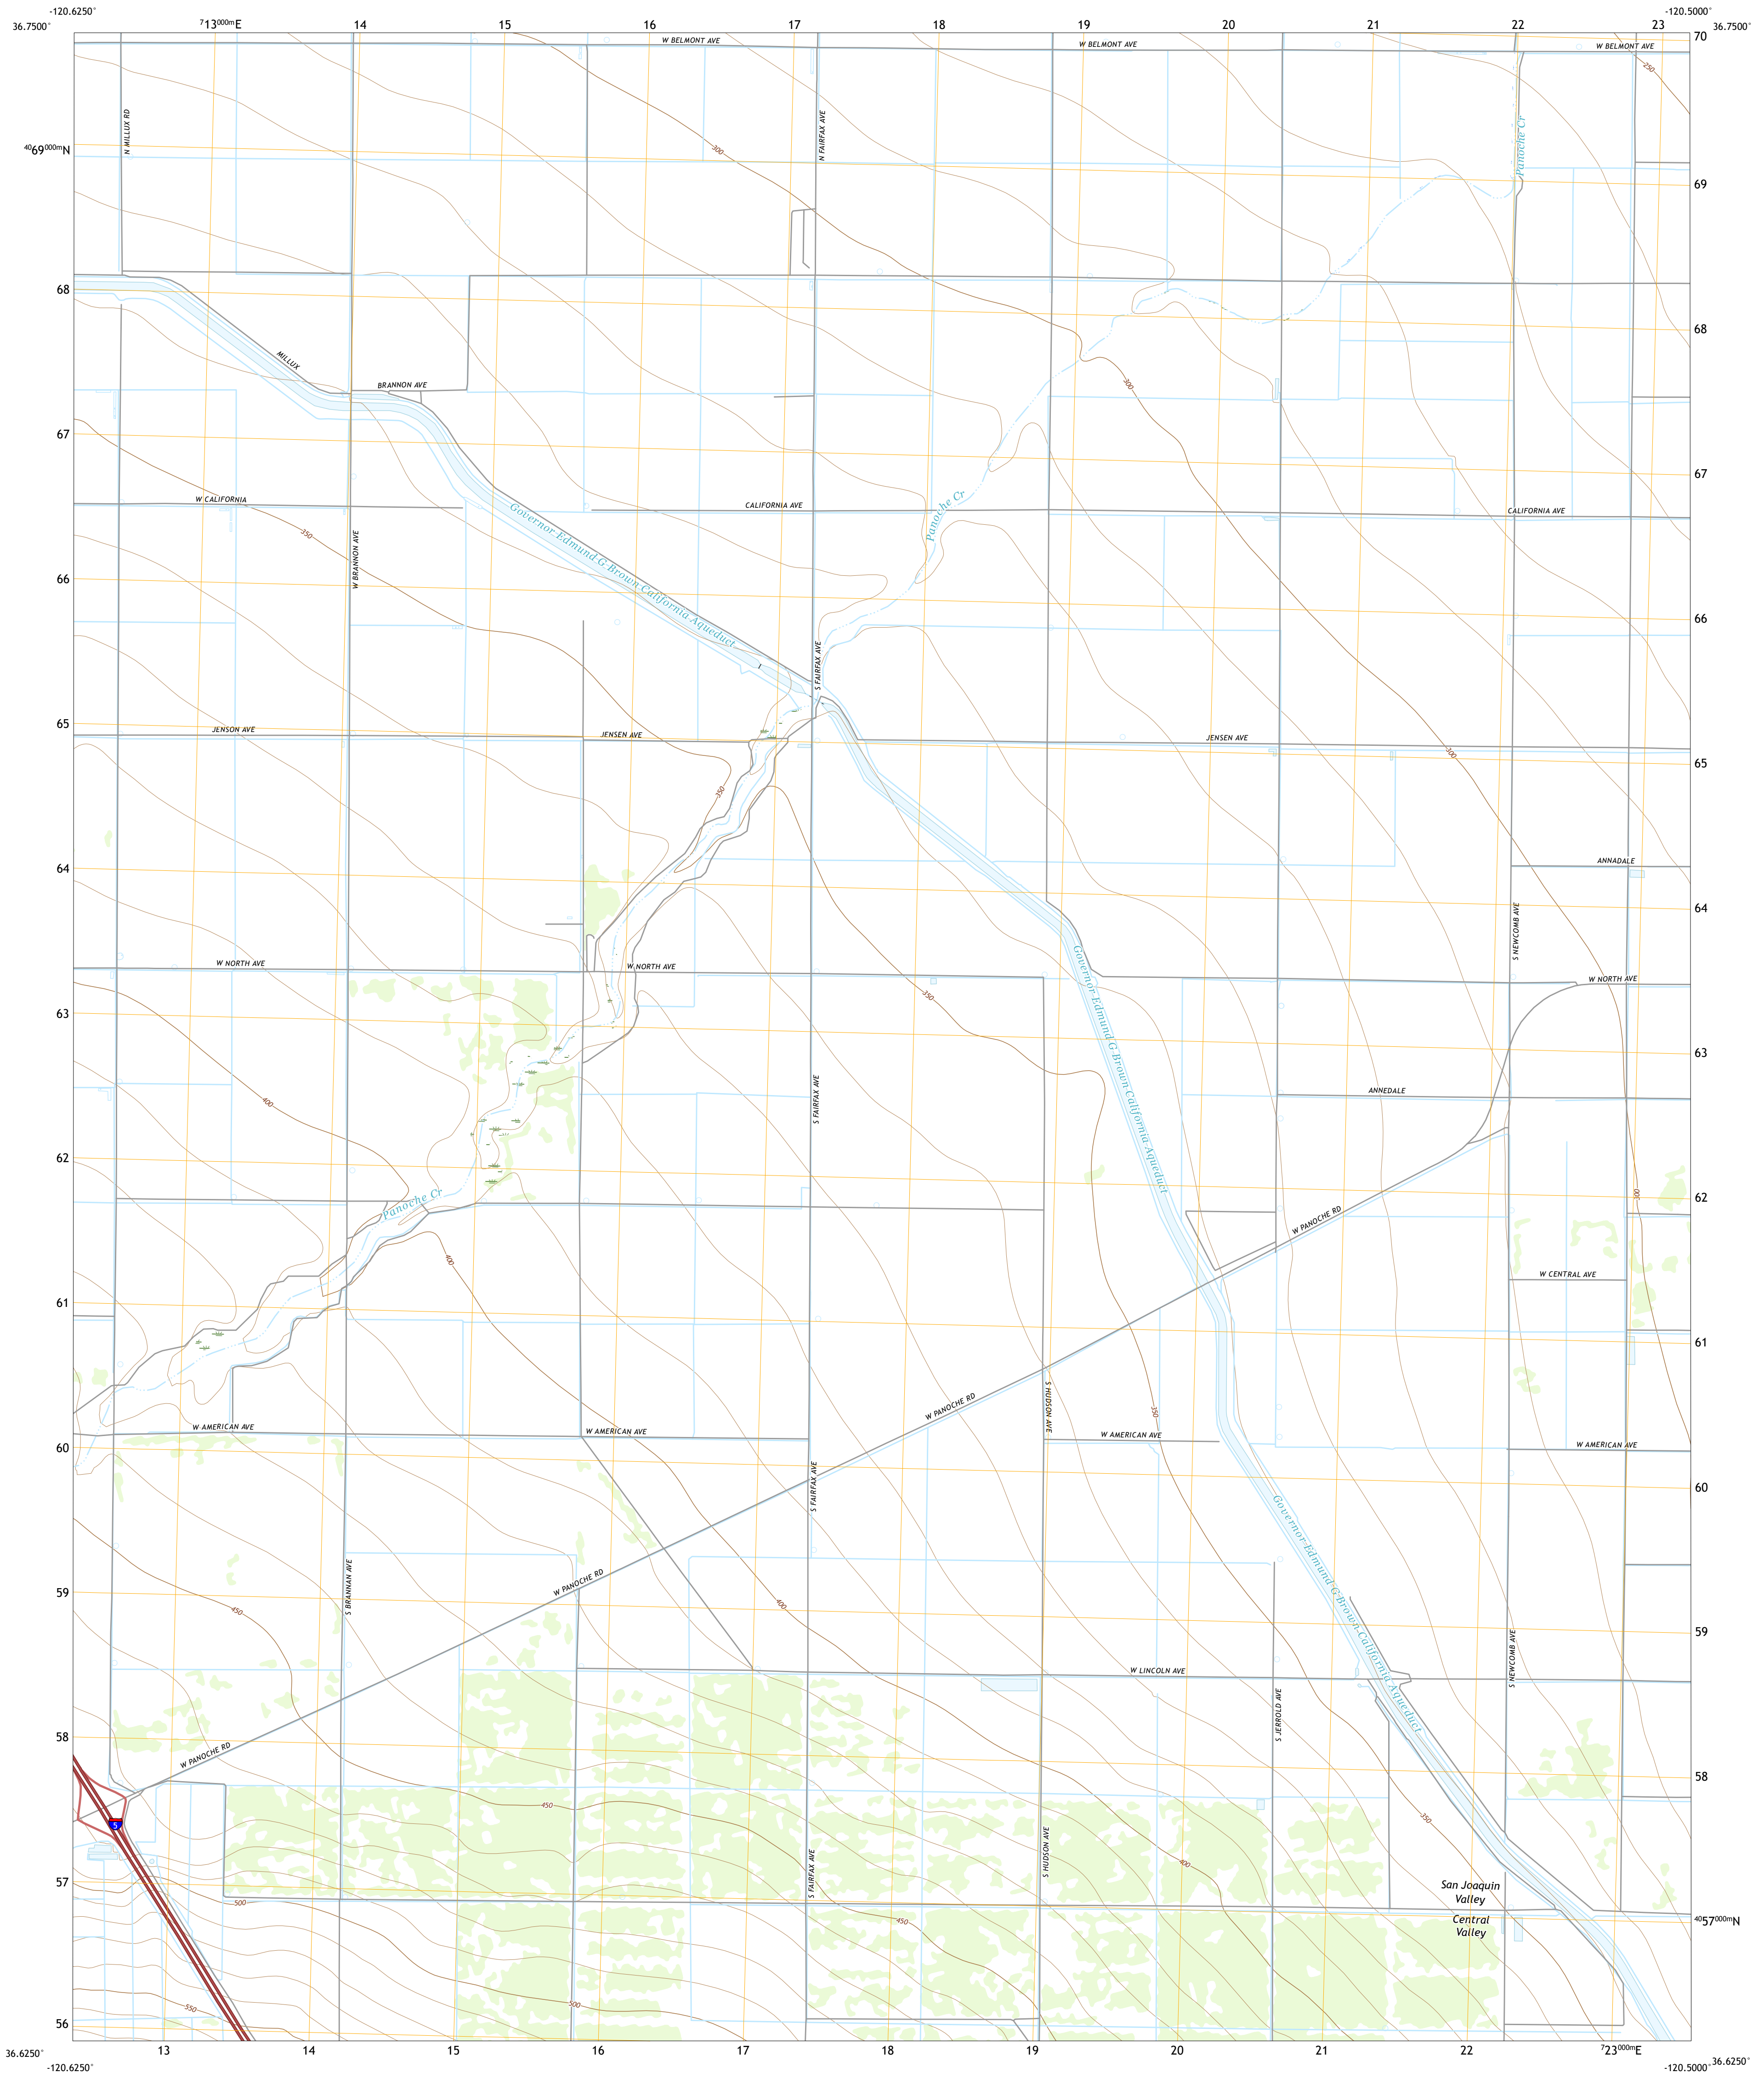 -120.6250°
-120.5000°
36.7500°
⁷13⁰⁰⁰ᵐE
14
15
16
17
18
19
20
21
22
23
36.7500°
70
W BELMONT AVE
W BELMONT AVE
W BELMONT AVE
250
N MILLUX RD
N FAIRFAX AVE
Panoche Cr
⁴⁰69⁰⁰⁰ᵐN
300
69
68
68
MILLUX
BRANNON AVE
300
67
67
W CALIFORNIA
CALIFORNIA AVE
CALIFORNIA AVE
Panoche Cr
Governor Edmund G Brown California Aqueduct
350
W BRANNON AVE
66
66
S FAIRFAX AVE
65
JENSON AVE
JENSEN AVE
JENSEN AVE
300
65
350
64
ANNADALE
64
S NEWCOMB AVE
W NORTH AVE
W NORTH AVE
W NORTH AVE
350
Governor Edmund G Brown California Aqueduct
63
63
400
S FAIRFAX AVE
ANNEDALE
62
62
300
Panoche Cr
W PANOCHE RD
400
W CENTRAL AVE
61
61
W PANOCHE RD
S HUDSON AVE
350
W AMERICAN AVE
W AMERICAN AVE
W AMERICAN AVE
W AMERICAN AVE
60
60
S FAIRFAX AVE
Governor Edmund G Brown California Aqueduct
59
W PANOCHE RD
S BRANNAN AVE
450
400
59
W LINCOLN AVE
S NEWCOMB AVE
S JERROLD AVE
58
W PANOCHE RD
58
450
350
5
S HUDSON AVE
400
57
S FAIRFAX AVE
San Joaquin
Valley
500
450
Central
Valley
⁴⁰57⁰⁰⁰ᵐN
550
500
56
36.6250°
13
14
15
16
17
18
19
20
21
22
⁷23⁰⁰⁰ᵐE
36.6250°
-120.6250°
-120.5000°